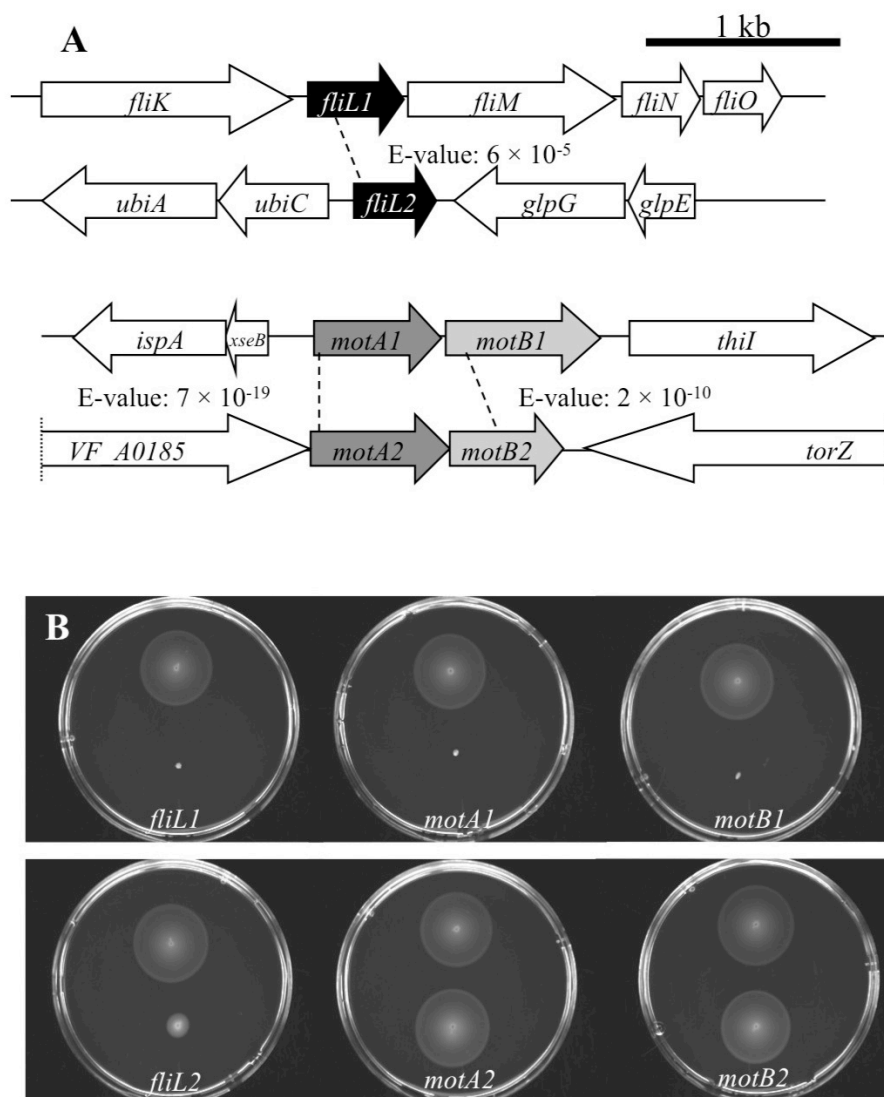 A
1 kb
fliK fliL1 fliM fliN fliO
E-value: 6 × 10-5
ubiA ubiC fliL2 glpG glpE
ispA xseB motA1 motB1 thiI
E-value: 7 × 10-19 E-value: 2 × 10-10
VF_A0185 motA2 motB2 torZ
B
fliL1 motA1 motB1
fliL2 motA2 motB2